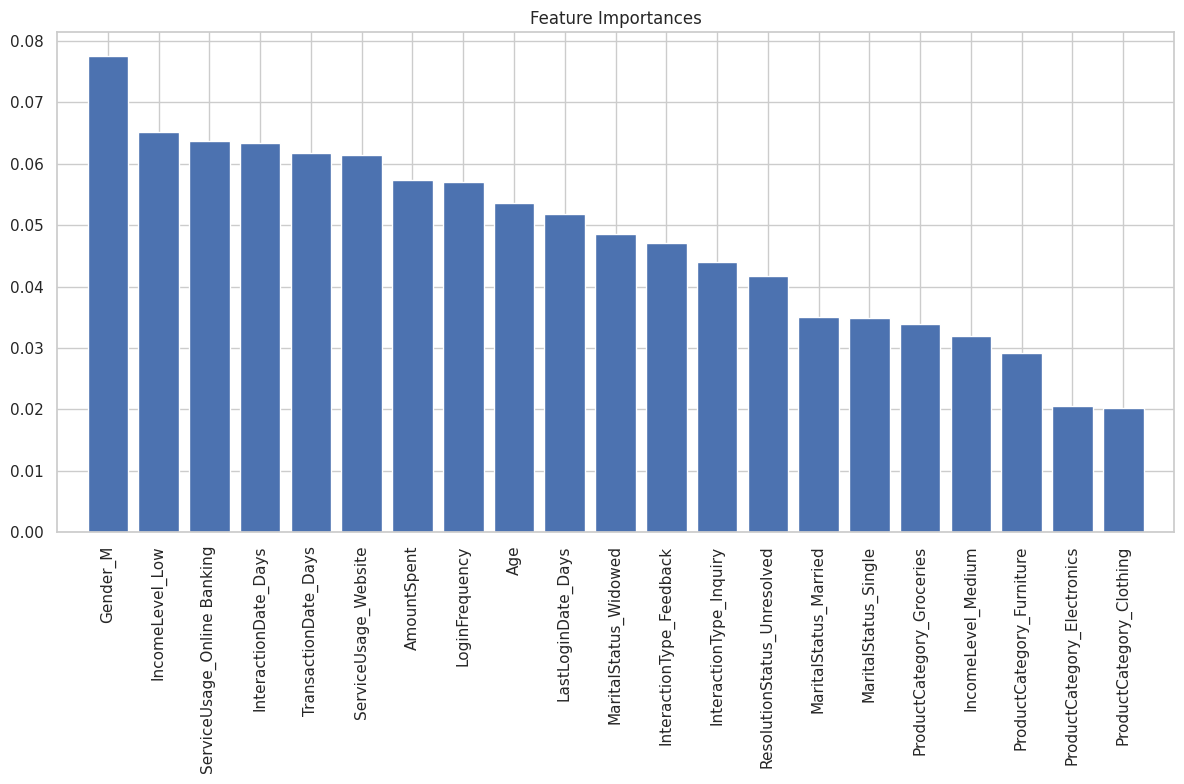 Feature Importances
0.08
0.07
0.06
0.05
0.04
0.03
0.02
0.01
0.00
Gender_M
IncomeLevel_Low
ServiceUsage_Online Banking
InteractionDate_Days
TransactionDate_Days
ServiceUsage_Website
AmountSpent
LoginFrequency
Age
LastLoginDate_Days
MaritalStatus_Widowed
InteractionType_Feedback
InteractionType_Inquiry
ResolutionStatus_Unresolved
MaritalStatus_Married
MaritalStatus_Single
ProductCategory_Groceries
IncomeLevel_Medium
ProductCategory_Furniture
ProductCategory_Electronics
ProductCategory_Clothing